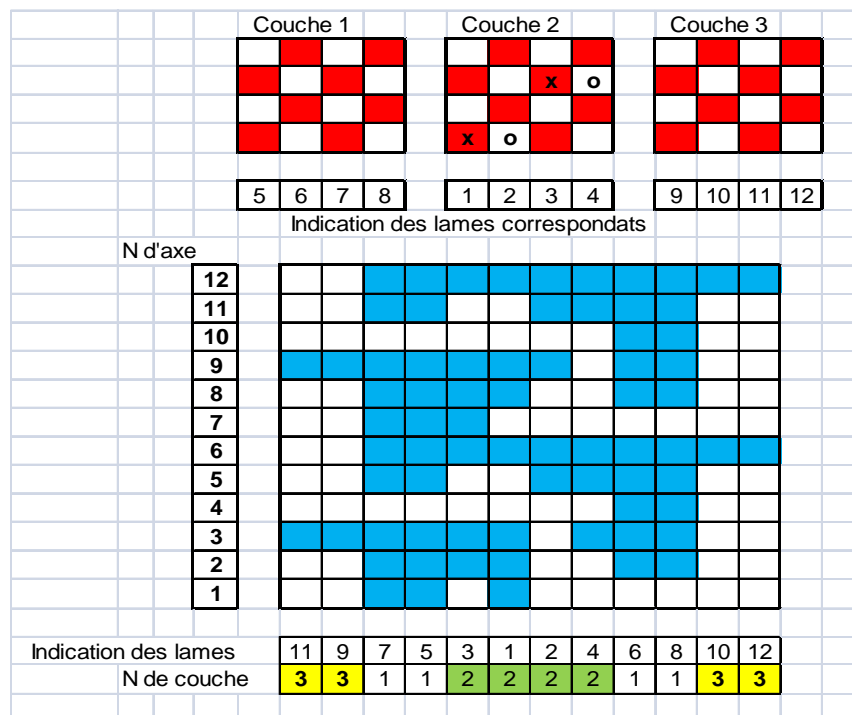 Couche 1 Couche 2 Couche 3
x o
x o
5 6 7 8 1 2 3 4 9 10 11 12
Indication des lames correspondats
N d'axe
12
11
10
9
8
7
6
5
4
3
2
1
Indication des lames 11 9 7 5 3 1 2 4 6 8 10 12
N de couche 3 3 1 1 2 2 2 2 1 1 3 3